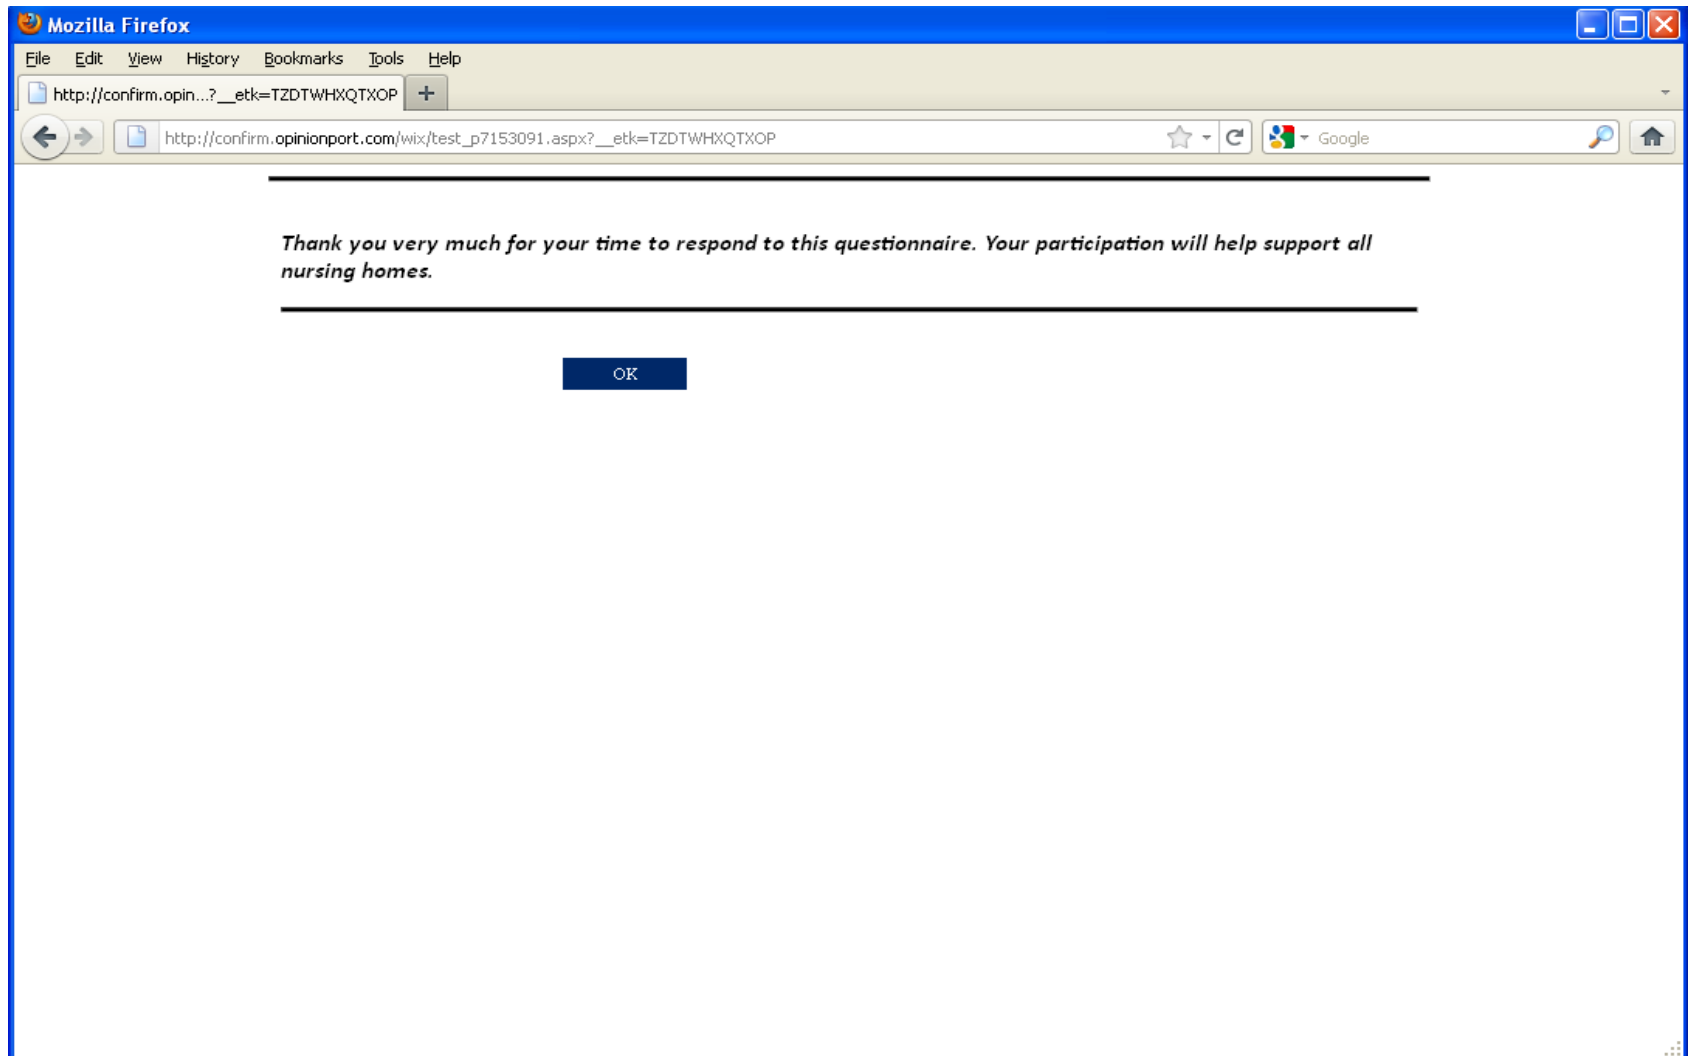 Mozilla Firefox
File Edit View History Bookmarks Tools Help
http://confirm.opin...?__etk=TZDTWHXQTXOP
http://confirm.opinionport.com/wix/test_p7153091.aspx?__etk=TZDTWHXQTXOP Google
Thank you very much for your time to respond to this questionnaire. Your participation will help support all
nursing homes.
OK